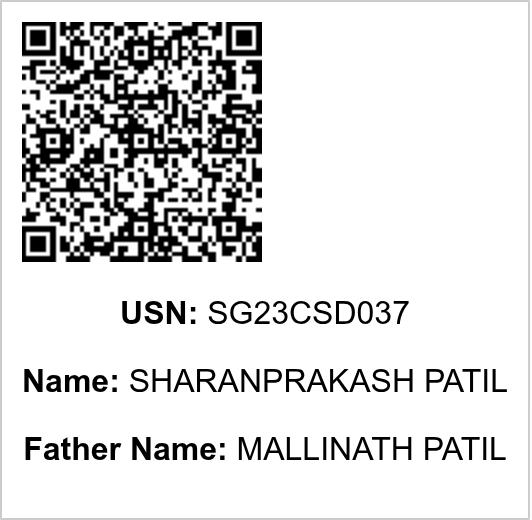 USN: SG23CSD037
Name: SHARANPRAKASH PATIL
Father Name: MALLINATH PATIL